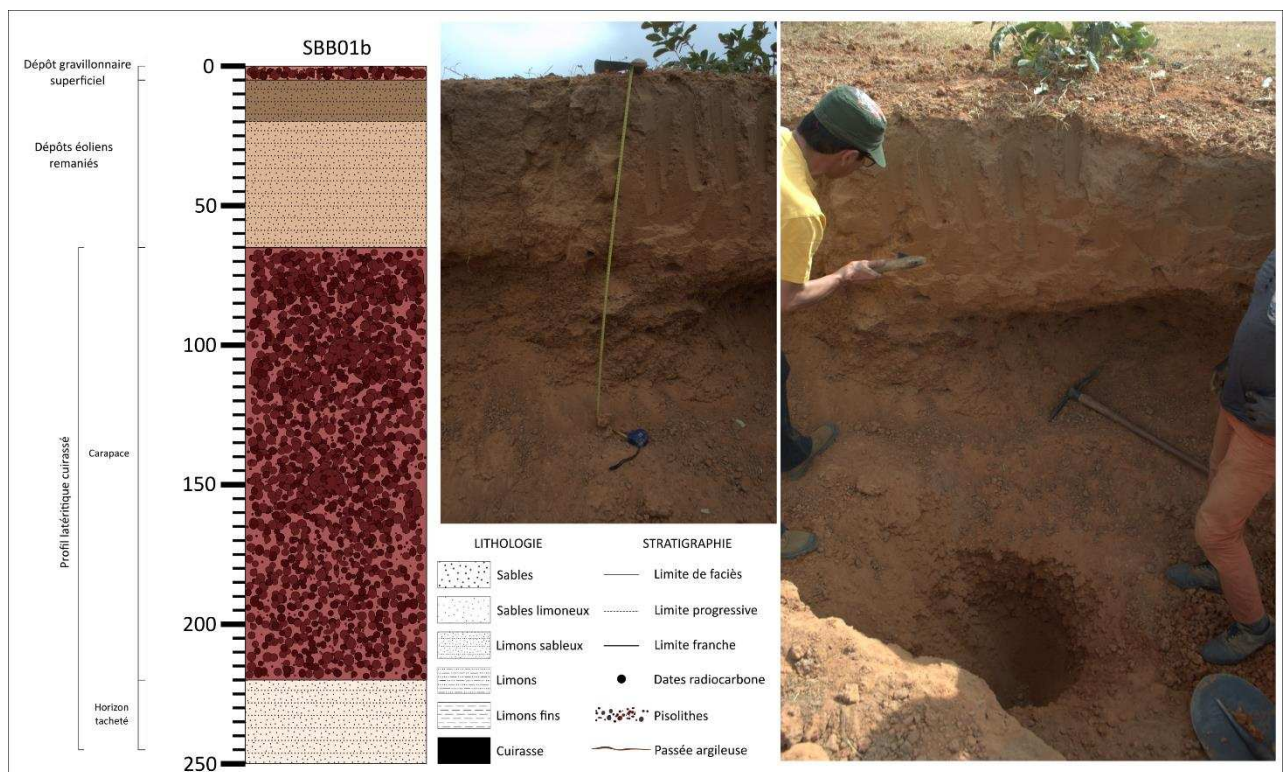 SBB01b
Dépôt gravillonnaire
superficiel
Dépôts éoliens
remaniés
Profil latéritique cuirassé
Carapace
Horizon
tacheté
0
50
100
150
200
250
LITHOLOGIE
Sables
Sables limoneux
Limons sableux
Limons
Limons fins
Cuirasse
STRATIGRAPHIE
Limite de faciès
Limite progressive
Limite franche
Dates radiocarbone
Pisolithes
Passée argileuse